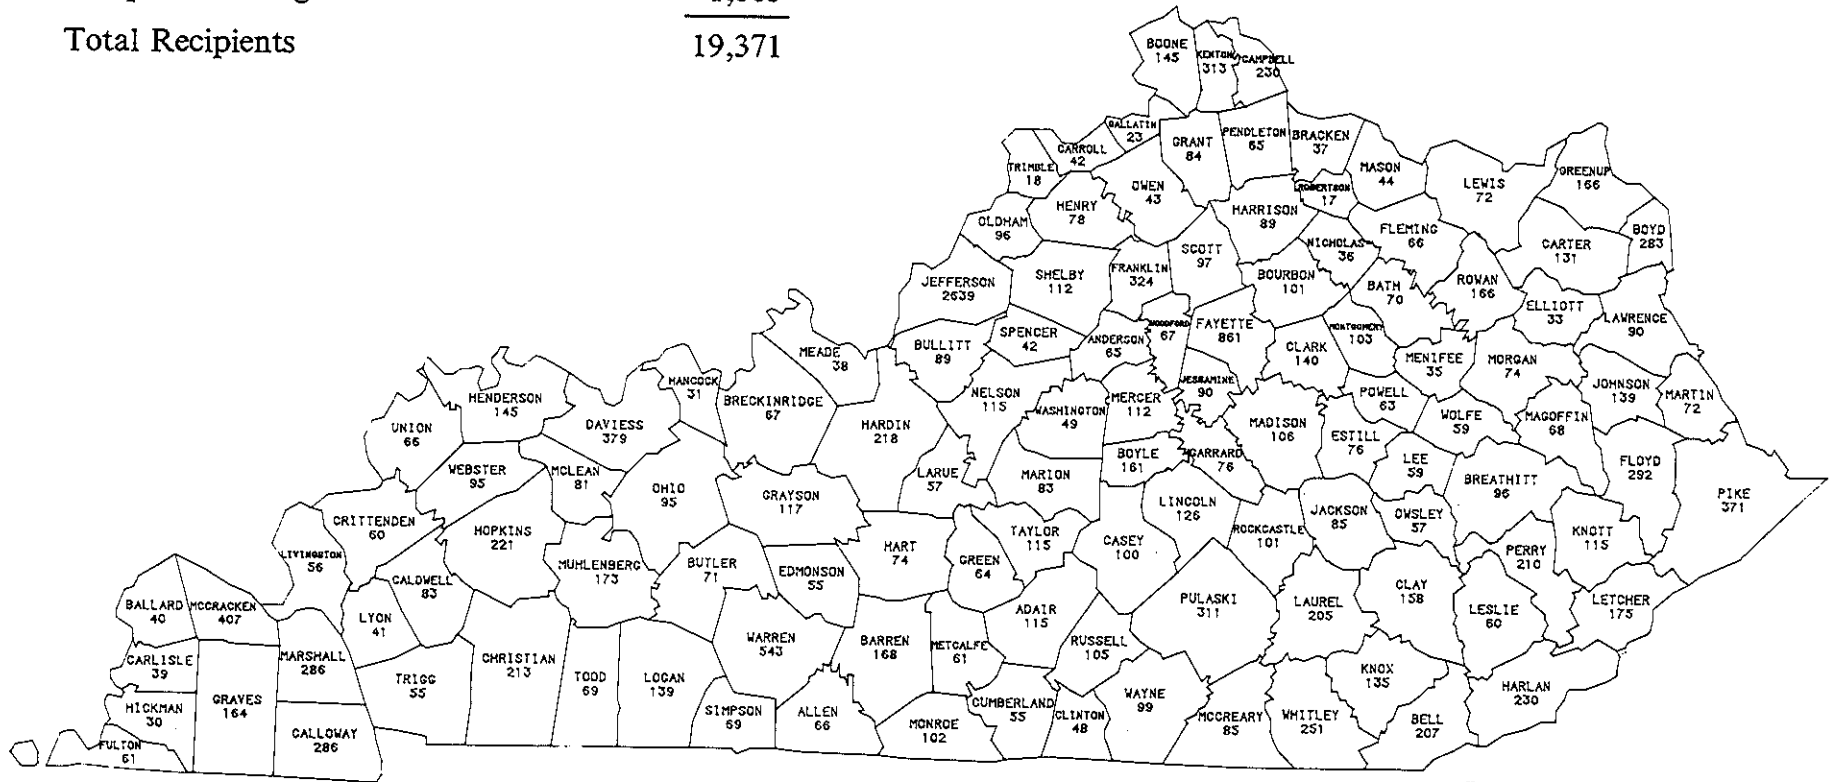 Total Recipients 19,371
BOONE
145
KENTON
313
CAMPBELL
230
GALLATIN
23
CARROLL
42
TRIMBLE
18
GRANT
84
PENDLETON
65
BRACKEN
37
MASON
44
ROBERTSON
17
LEWIS
72
GREENUP
166
OWEN
43
HENRY
78
OLDHAM
96
HARRISON
89
FLEMING
66
NICHOLAS
36
CARTER
131
BOYD
283
JEFFERSON
2639
SHELBY
112
FRANKLIN
324
SCOTT
97
BOURBON
101
BATH
70
ROWAN
166
ELLIOTT
33
LAWRENCE
90
MEADE
38
BULLITT
89
SPENCER
42
ANDERSON
65
WOODFORD
67
FAYETTE
861
CLARK
140
MONTGOMERY
103
MENIFEE
35
MORGAN
74
JOHNSON
139
MARTIN
72
HENDERSON
145
UNION
66
DAVIESS
379
HANCOCK
31
BRECKINRIDGE
67
HARDIN
218
NELSON
115
WASHINGTON
49
MERCER
112
JESSAMINE
90
MADISON
106
POWELL
63
ESTILL
76
WOLFE
59
MAGOFFIN
68
WEBSTER
95
MCLEAN
81
OHIO
95
GRAYSON
117
LARUE
57
MARION
83
BOYLE
161
GARRARD
76
LEE
59
BREATHITT
96
FLOYD
292
PIKE
371
CRITTENDEN
60
HOPKINS
221
LIVINGSTON
56
CALDWELL
83
MUHLENBERG
173
BUTLER
71
EDMONSON
55
HART
74
GREEN
64
TAYLOR
115
CASEY
100
LINCOLN
126
ROCKCASTLE
101
JACKSON
85
OWSLEY
57
PERRY
210
KNOTT
115
BALLARD
40
MCCRACKEN
407
LYON
41
WARREN
543
BARREN
168
METCALFE
61
ADAIR
115
RUSSELL
105
PULASKI
311
LAUREL
205
CLAY
158
LESLIE
60
LETCHER
175
CARLISLE
39
MARSHALL
286
GRAVES
164
TRIGG
55
CHRISTIAN
213
TODD
69
LOGAN
139
SIMPSON
69
ALLEN
66
MONROE
102
CUMBERLAND
55
CLINTON
48
WAYNE
99
MCCREARY
85
WHITLEY
251
KNOX
135
BELL
207
HARLAN
230
HICKMAN
30
FULTON
61
CALLOWAY
286